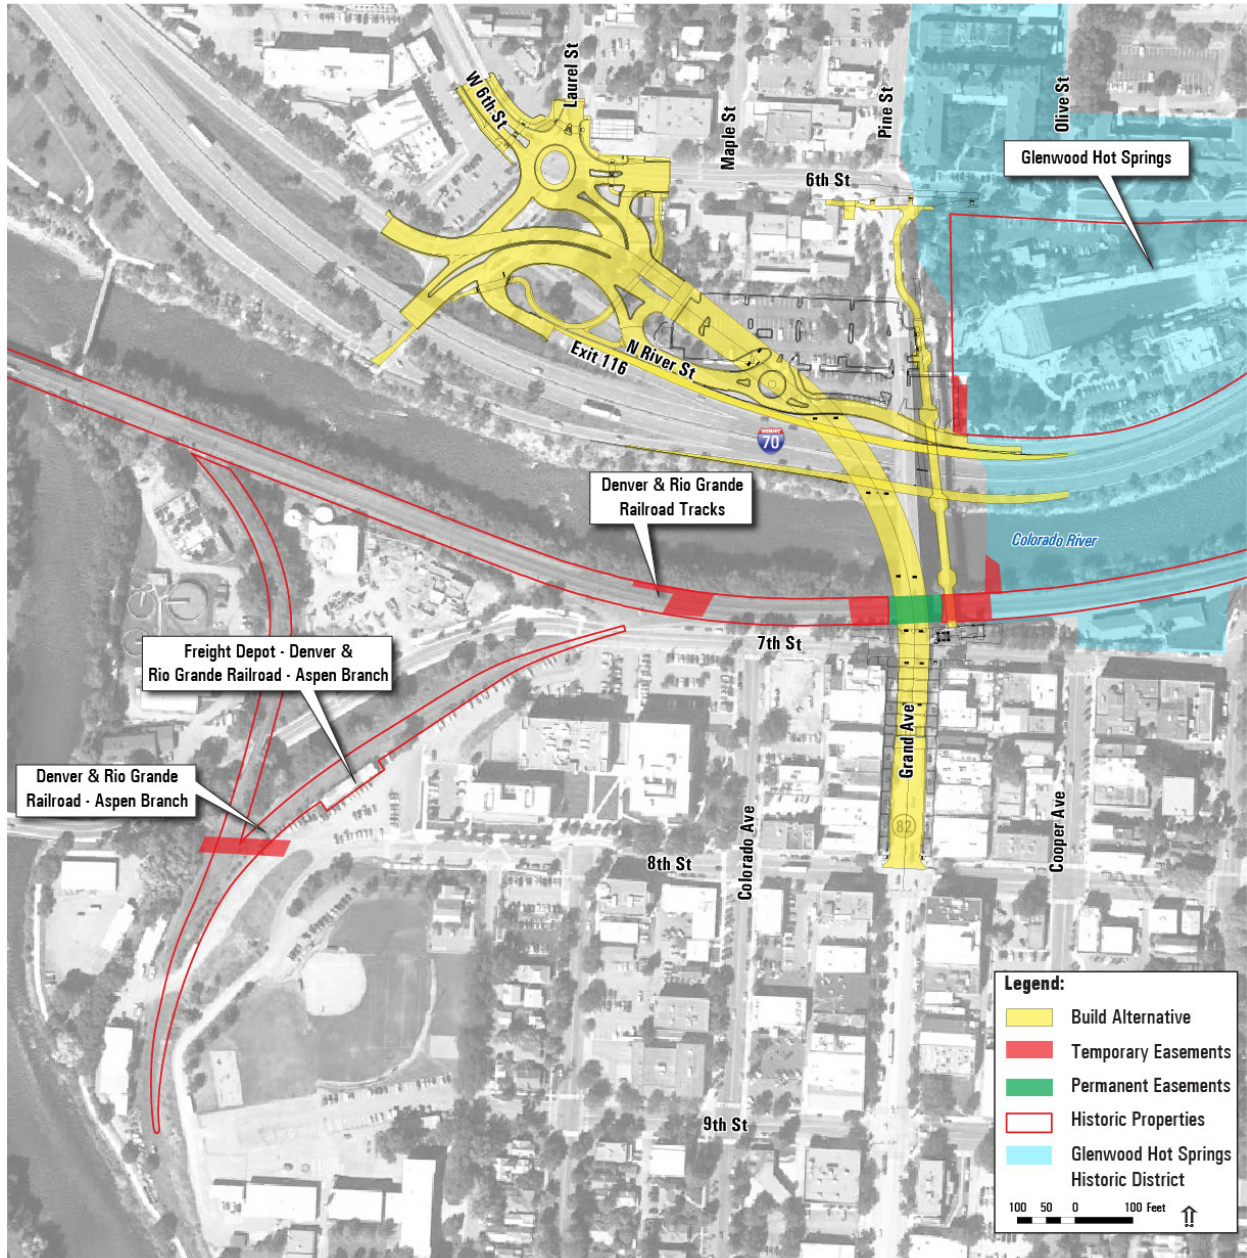 W 6th St
Laurel St
Maple St
Pine St
Olive St
6th St
Glenwood Hot Springs
N River St
Exit 116
70
Denver & Rio Grande
Railroad Tracks
Colorado River
7th St
Freight Depot - Denver &
Rio Grande Railroad - Aspen Branch
Denver & Rio Grande
Railroad - Aspen Branch
Grand Ave
82
Colorado Ave
Cooper Ave
8th St
9th St
Legend:
Build Alternative
Temporary Easements
Permanent Easements
Historic Properties
Glenwood Hot Springs
Historic District
100 50 0 100 Feet